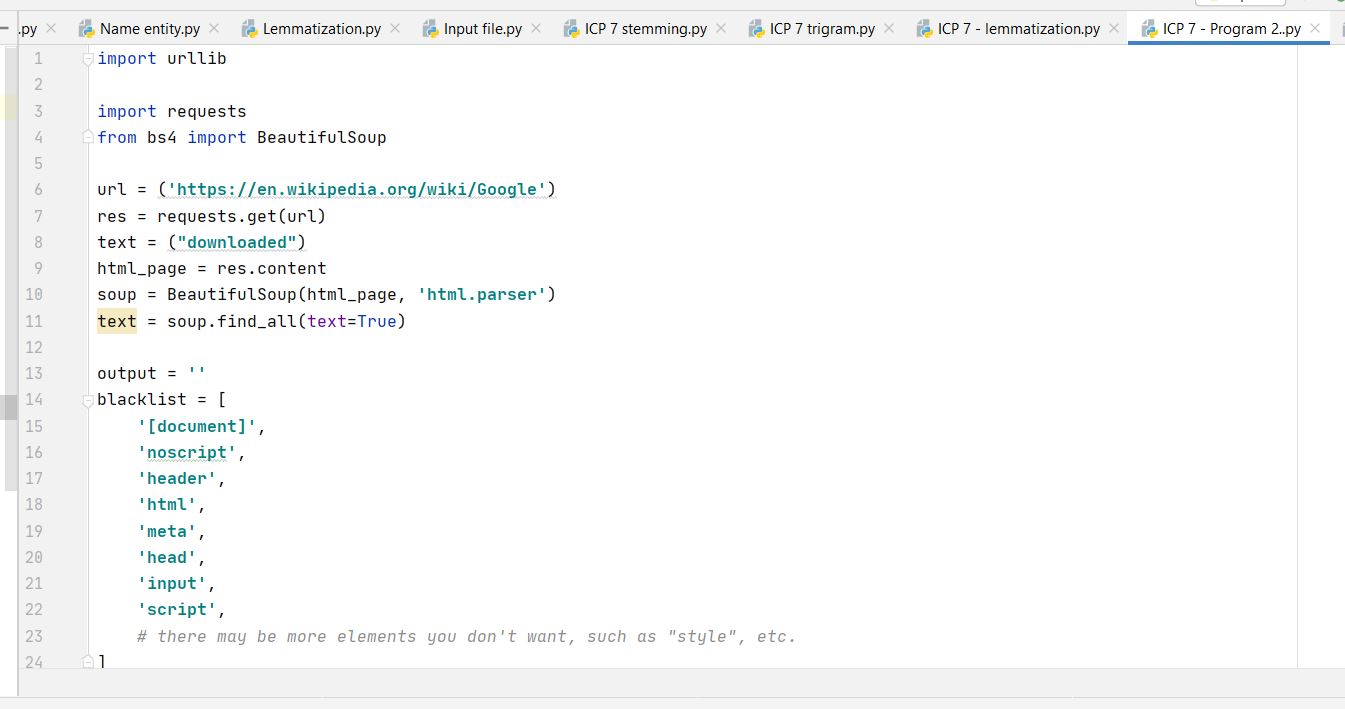 .py Name entity.py Lemmatization.py Input file.py ICP 7 stemming.py ICP 7 trigram.py ICP 7 - lemmatization.py ICP 7 - Program 2..py
1 import urllib
2
3 import requests
4 from bs4 import BeautifulSoup
5
6 url = ('https://en.wikipedia.org/wiki/Google')
7 res = requests.get(url)
8 text = ("downloaded")
9 html_page = res.content
10 soup = BeautifulSoup(html_page, 'html.parser')
11 text = soup.find_all(text=True)
12
13 output = ''
14 blacklist = [
15     '[document]',
16     'noscript',
17     'header',
18     'html',
19     'meta',
20     'head',
21     'input',
22     'script',
23     # there may be more elements you don't want, such as "style", etc.
24 ]